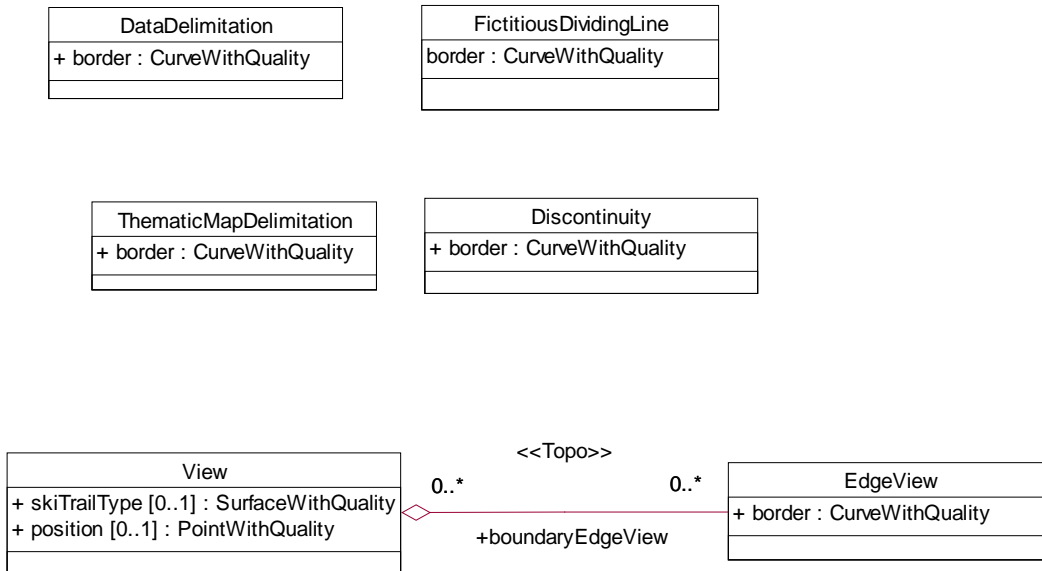 DataDelimitation
+ border : CurveWithQuality
FictitiousDividingLine
border : CurveWithQuality
ThematicMapDelimitation
+ border : CurveWithQuality
Discontinuity
+ border : CurveWithQuality
<<Topo>>
View
+ skiTrailType [0..1] : SurfaceWithQuality
+ position [0..1] : PointWithQuality
0..*
0..*
+boundaryEdgeView
EdgeView
+ border : CurveWithQuality